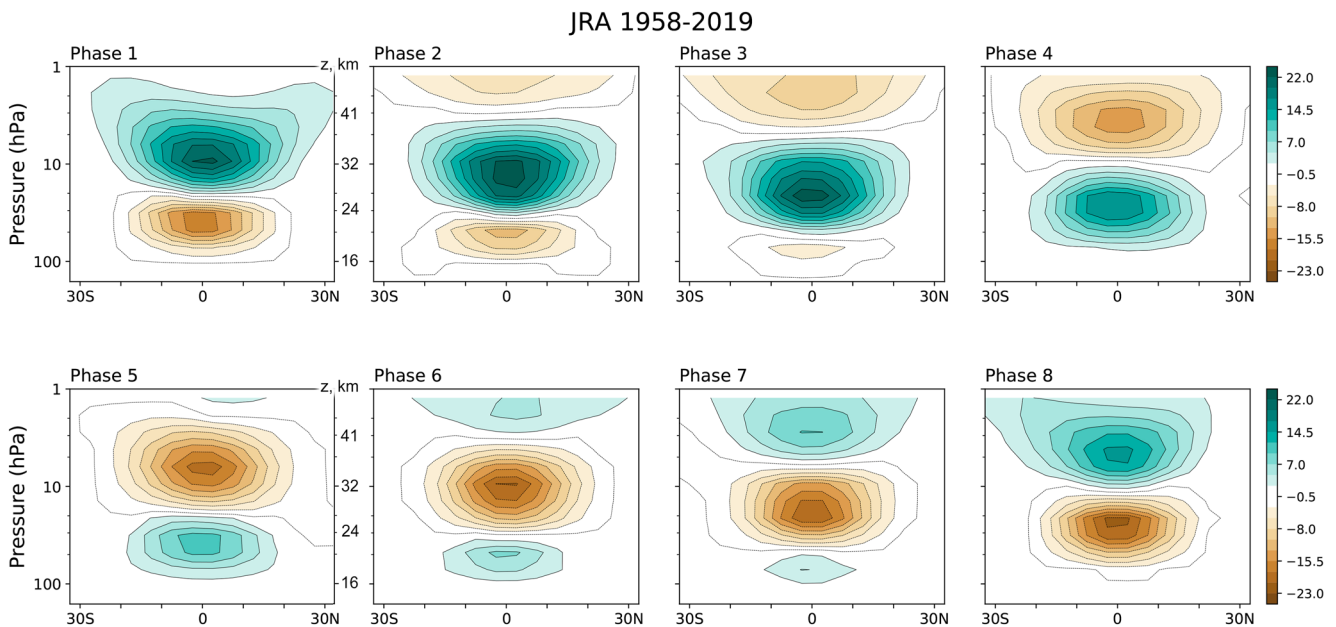 JRA 1958-2019
Phase 1
Phase 2
Phase 3
Phase 4
Pressure (hPa)
1
10
100
z, km
41
32
24
16
30S 0 30N
30S 0 30N
30S 0 30N
30S 0 30N
22.0
14.5
7.0
−0.5
−8.0
−15.5
−23.0
Phase 5
Phase 6
Phase 7
Phase 8
Pressure (hPa)
1
10
100
z, km
41
32
24
16
30S 0 30N
30S 0 30N
30S 0 30N
30S 0 30N
22.0
14.5
7.0
−0.5
−8.0
−15.5
−23.0